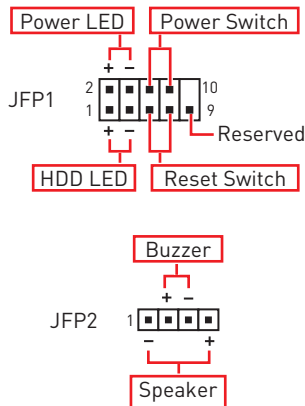 Power LED Power Switch
+ −
2 10
JFP1
1 9
+ − Reserved
HDD LED Reset Switch
Buzzer
+ −
JFP2 1
− +
Speaker